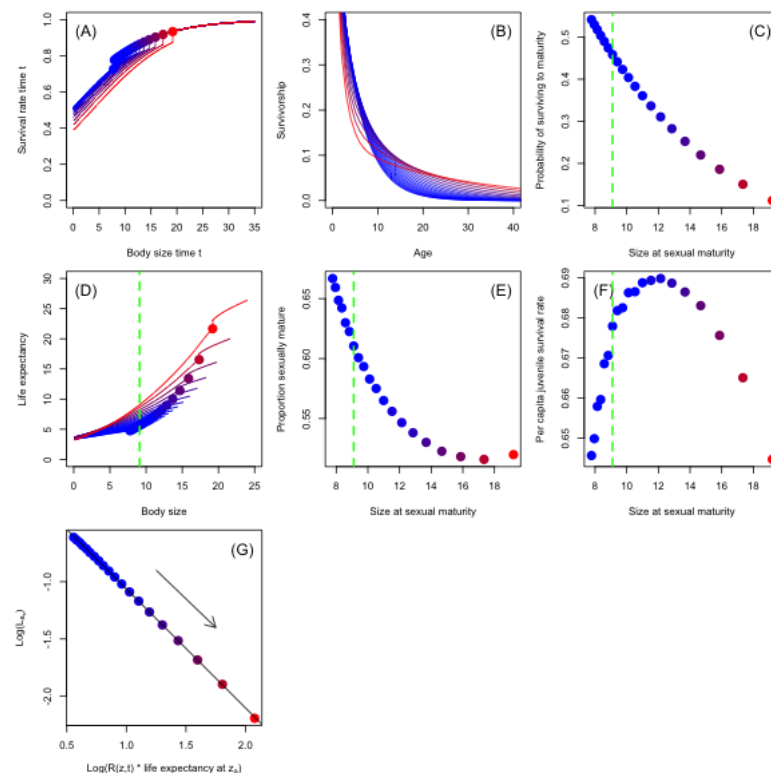 (A)
Survival rate time t
0.0 0.2 0.4 0.6 0.8 1.0
0 5 10 15 20 25 30 35
Body size time t
(B)
Survivorship
0.0 0.1 0.2 0.3 0.4
0 10 20 30 40
Age
(C)
Probability of surviving to maturity
0.1 0.2 0.3 0.4 0.5
8 10 12 14 16 18
Size at sexual maturity
(D)
Life expectancy
0 5 10 15 20 25 30
0 5 10 15 20 25
Body size
(E)
Proportion sexually mature
0.55 0.60 0.65
8 10 12 14 16 18
Size at sexual maturity
(F)
Per capita juvenile survival rate
0.65 0.66 0.67 0.68 0.69
8 10 12 14 16 18
Size at sexual maturity
(G)
-2.0 -1.5 -1.0
0.5 1.0 1.5 2.0
Log(R(z,t) * life expectancy at